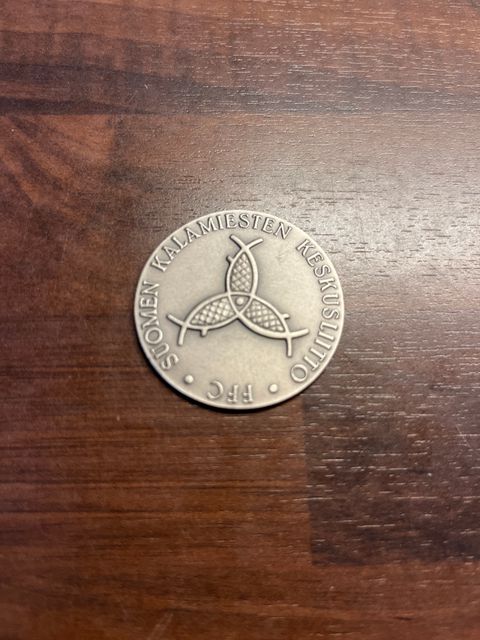 SUOMEN KALAMIESTEN KESKUSLIITTO
• FFC •